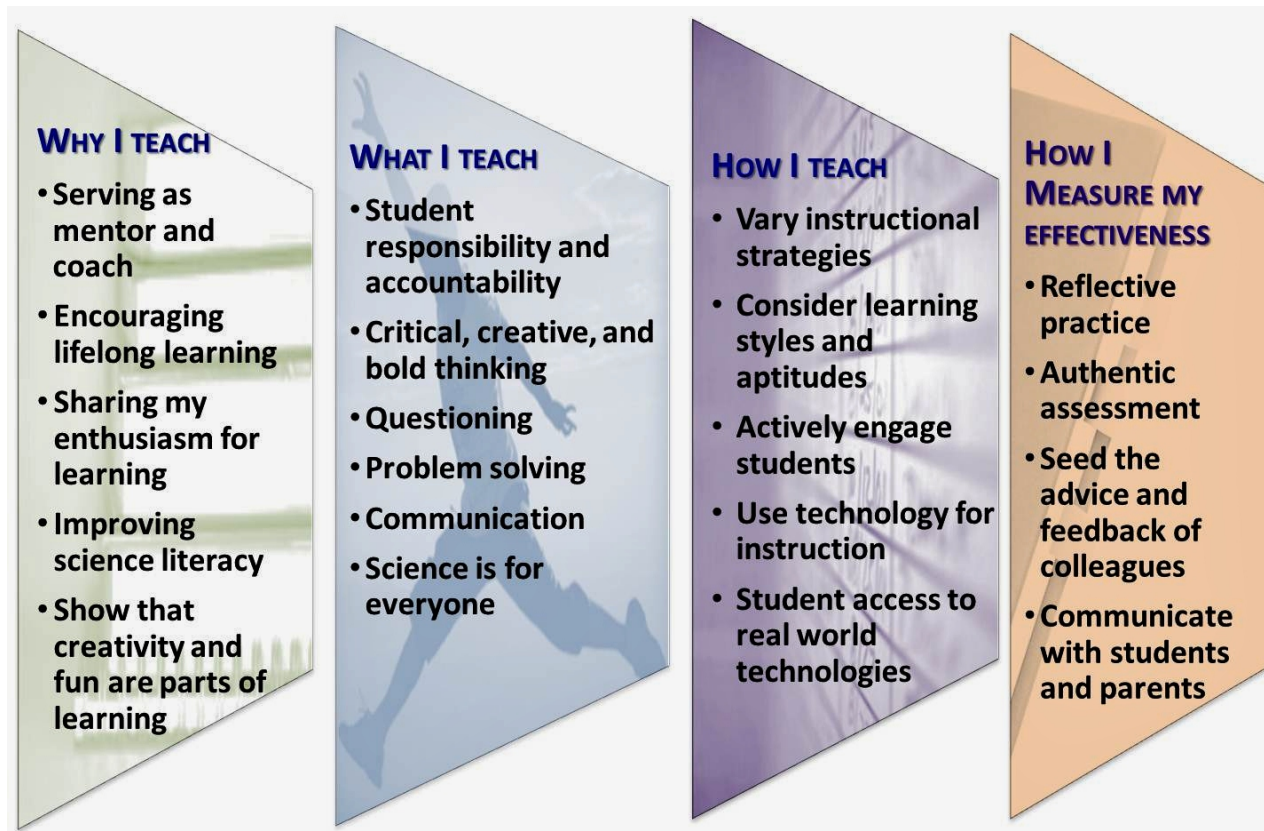 WHY I TEACH
• Serving as
mentor and
coach
• Encouraging
lifelong learning
• Sharing my
enthusiasm for
learning
• Improving
science literacy
• Show that
creativity and
fun are parts of
learning
WHAT I TEACH
• Student
responsibility and
accountability
• Critical, creative, and
bold thinking
• Questioning
• Problem solving
• Communication
• Science is for
everyone
HOW I TEACH
• Vary instructional
strategies
• Consider learning
styles and
aptitudes
• Actively engage
students
• Use technology for
instruction
• Student access to
real world
technologies
HOW I
MEASURE MY
EFFECTIVENESS
• Reflective
practice
• Authentic
assessment
• Seed the
advice and
feedback of
colleagues
• Communicate
with students
and parents